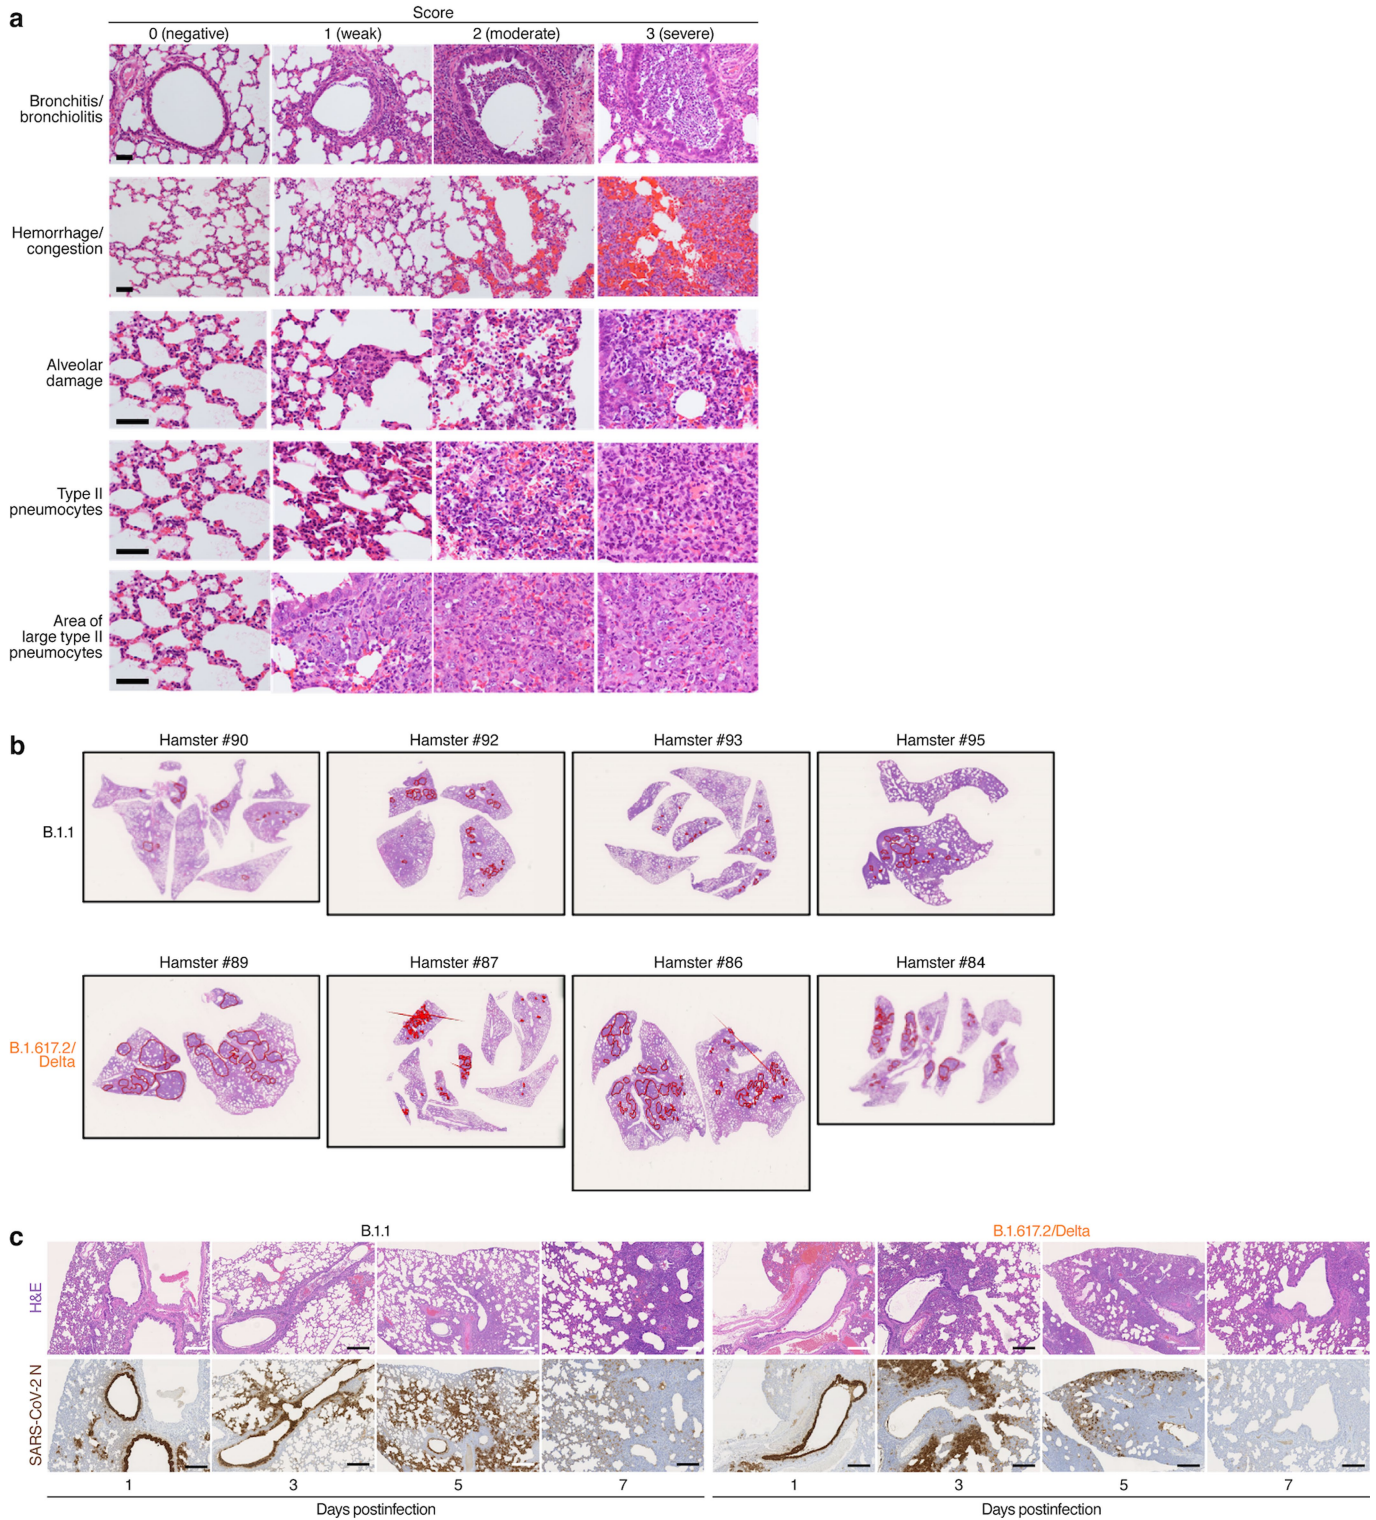 a
Score
0 (negative)
1 (weak)
2 (moderate)
3 (severe)
Bronchitis/
bronchiolitis
Hemorrhage/
congestion
Alveolar
damage
Type II
pneumocytes
Area of
large type II
pneumocytes
b
Hamster #90
Hamster #92
Hamster #93
Hamster #95
B.1.1
Hamster #89
Hamster #87
Hamster #86
Hamster #84
B.1.617.2/
Delta
c
B.1.1
B.1.617.2/Delta
H&E
SARS-CoV-2 N
1
3
5
7
1
3
5
7
Days postinfection
Days postinfection